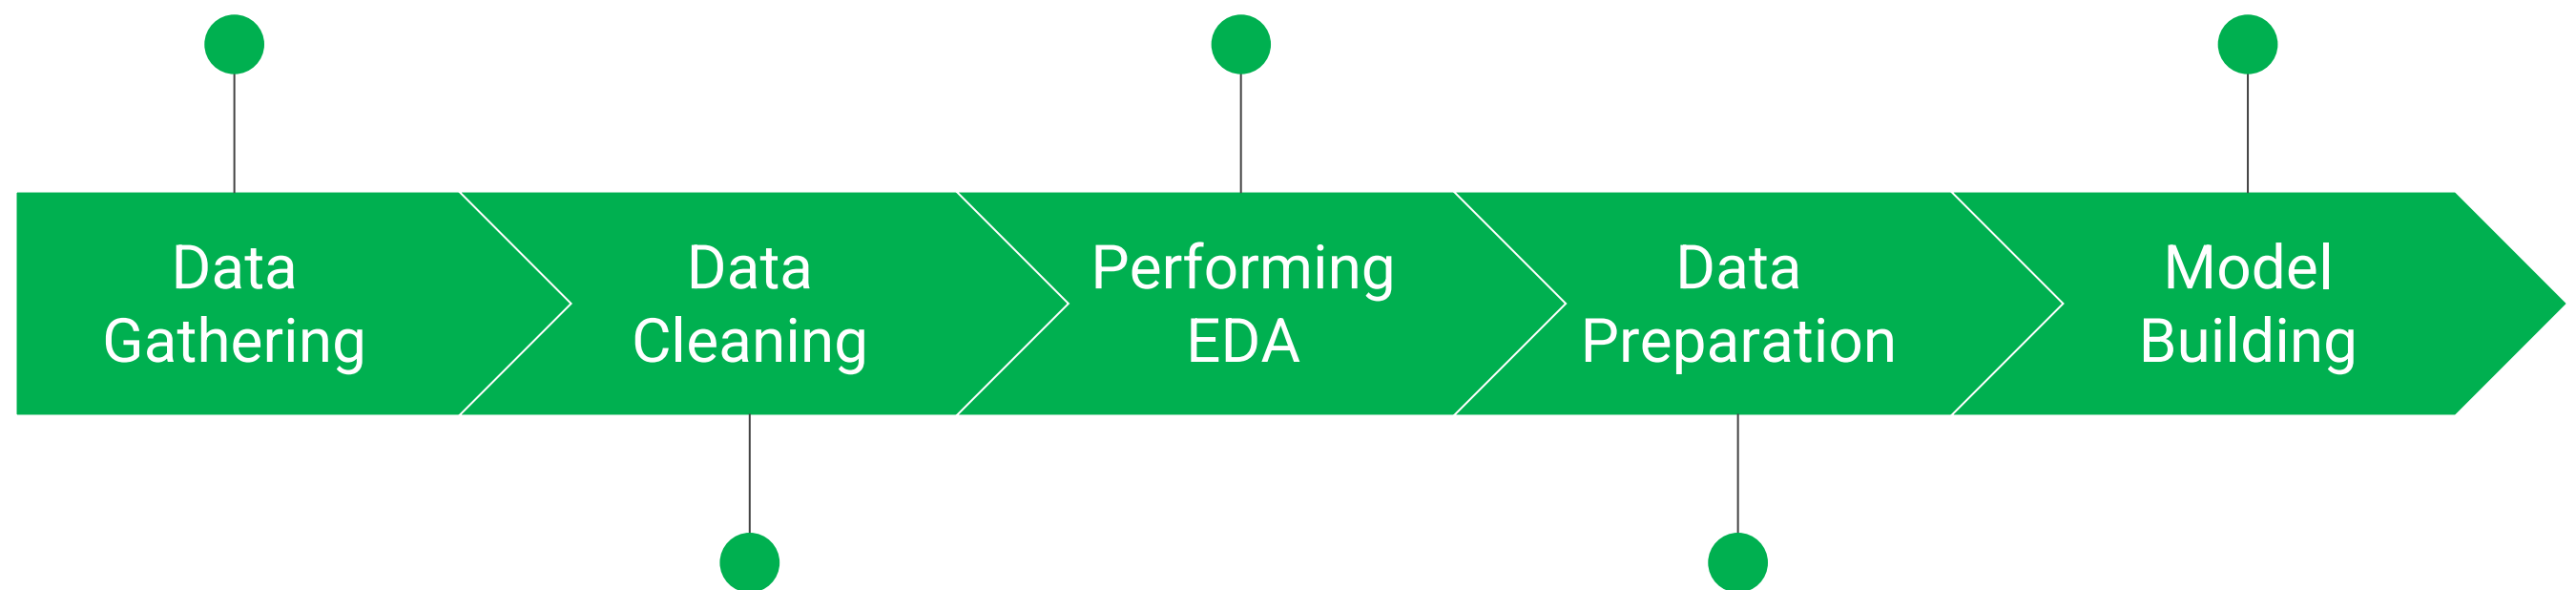 Data
Gathering
Data
Cleaning
Performing
EDA
Data
Preparation
Model
Building